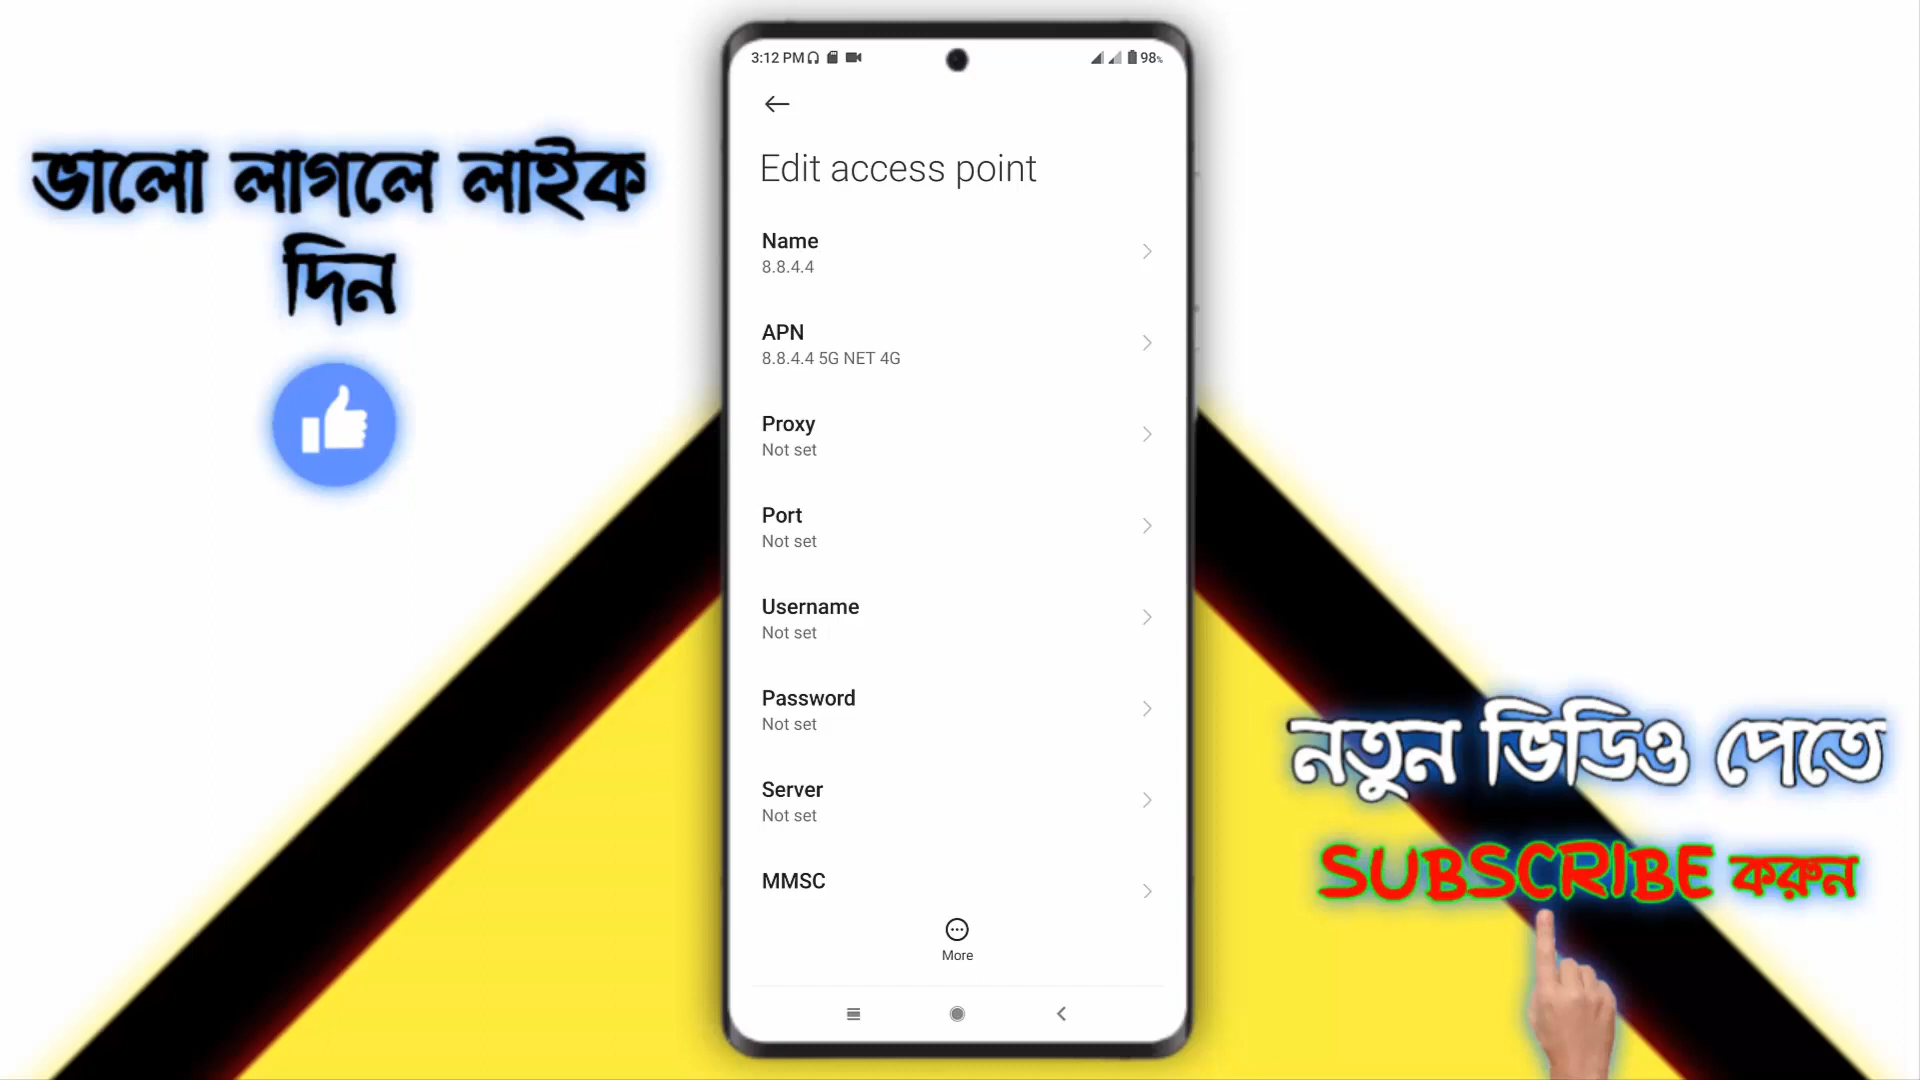 3:12 PM
98%
Edit access point
ভালো লাগলে লাইক
দিন
Name
8.8.4.4
APN
8.8.4.4 5G NET 4G
Proxy
Not set
Port
Not set
Username
Not set
Password
Not set
Server
Not set
MMSC
More
নতুন ভিডিও পেতে
SUBSCRIBE করুন